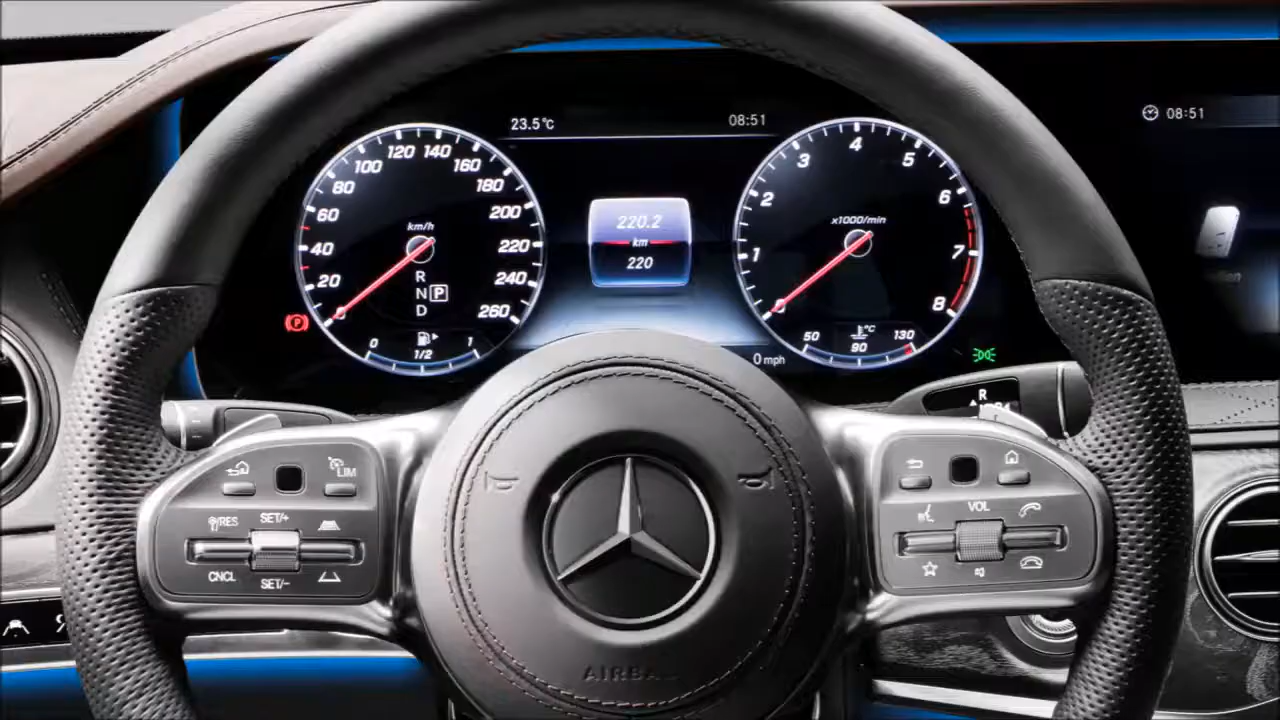 23.5°C
08:51
08:51
20
40
60
80
100
120
140
160
180
200
220
240
260
km/h
R
N P
D
0
1/2
1
220.2
km
220
1
2
3
4
5
6
7
8
x1000/min
50
°C
90
130
0 mph
(P)
R
LIM
/RES
SET/+
CNCL
SET/-
VOL
AIRBA